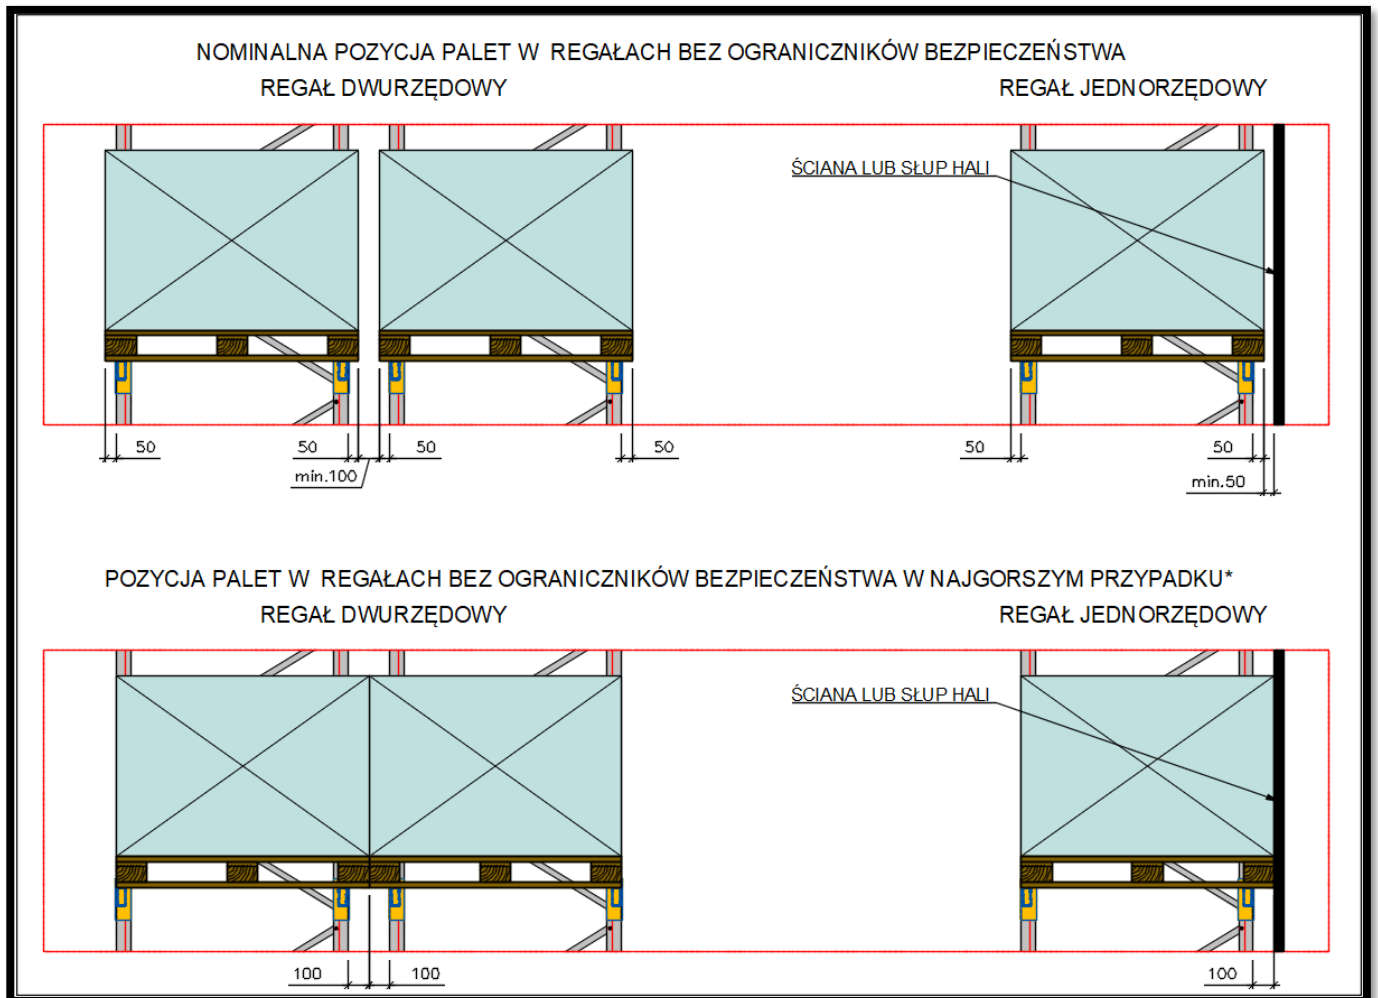 NOMINALNA POZYCJA PALET W REGAŁACH BEZ OGRANICZNIKÓW BEZPIECZEŃSTWA
REGAŁ DWURZĘDOWY
REGAŁ JEDNORZĘDOWY
ŚCIANA LUB SŁUP HALI
50
50
50
50
50
50
min.100
min.50
POZYCJA PALET W REGAŁACH BEZ OGRANICZNIKÓW BEZPIECZEŃSTWA W NAJGORSZYM PRZYPADKU*
REGAŁ DWURZĘDOWY
REGAŁ JEDNORZĘDOWY
ŚCIANA LUB SŁUP HALI
100
100
100